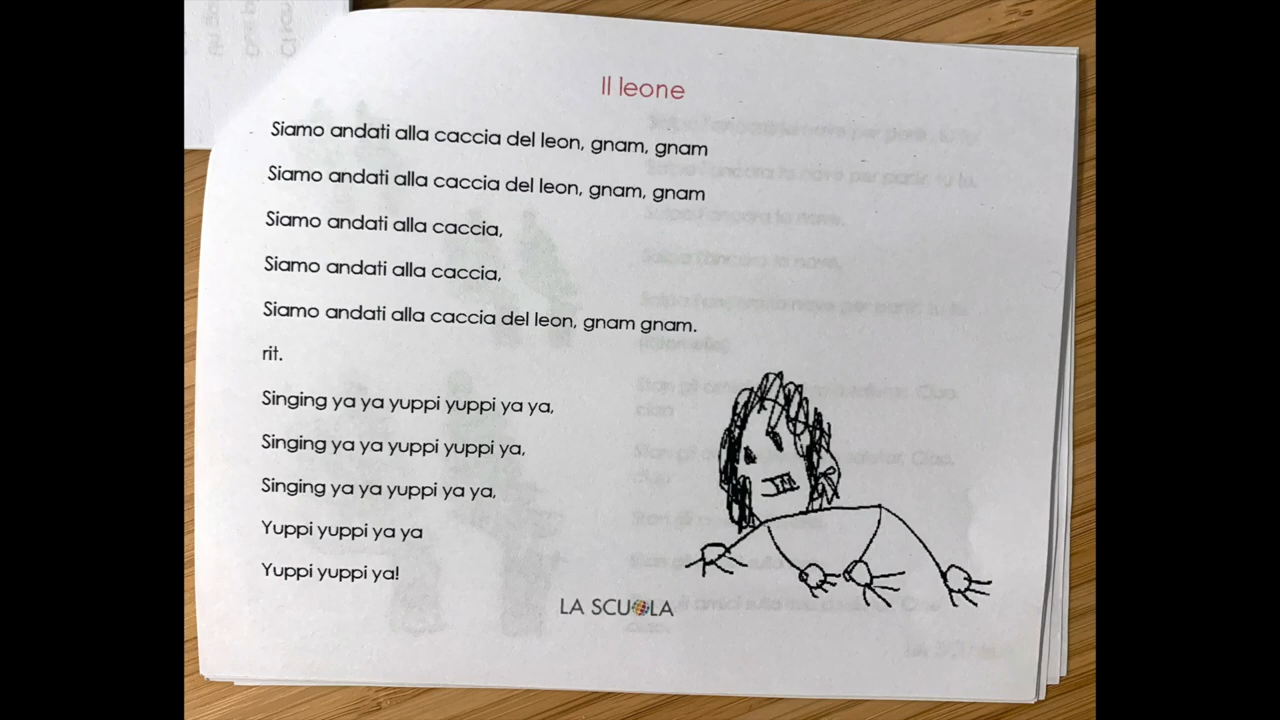 Il leone
Siamo andati alla caccia del leon, gnam, gnam
Siamo andati alla caccia del leon, gnam, gnam
Siamo andati alla caccia,
Siamo andati alla caccia,
Siamo andati alla caccia del leon, gnam gnam.
rit.
Singing ya ya yuppi yuppi ya ya,
Singing ya ya yuppi yuppi ya,
Singing ya ya yuppi ya ya,
Yuppi yuppi ya ya
Yuppi yuppi ya!
LA SCUOLA